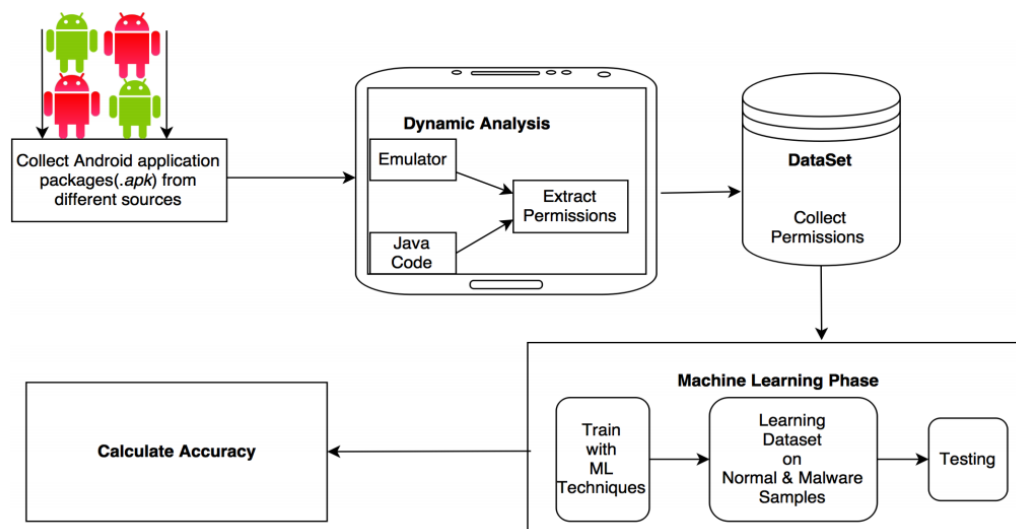 Collect Android application
packages(.apk) from
different sources
Dynamic Analysis
Emulator
Java
Code
Extract
Permissions
DataSet
Collect
Permissions
Machine Learning Phase
Train
with
ML
Techniques
Learning
Dataset
on
Normal & Malware
Samples
Testing
Calculate Accuracy